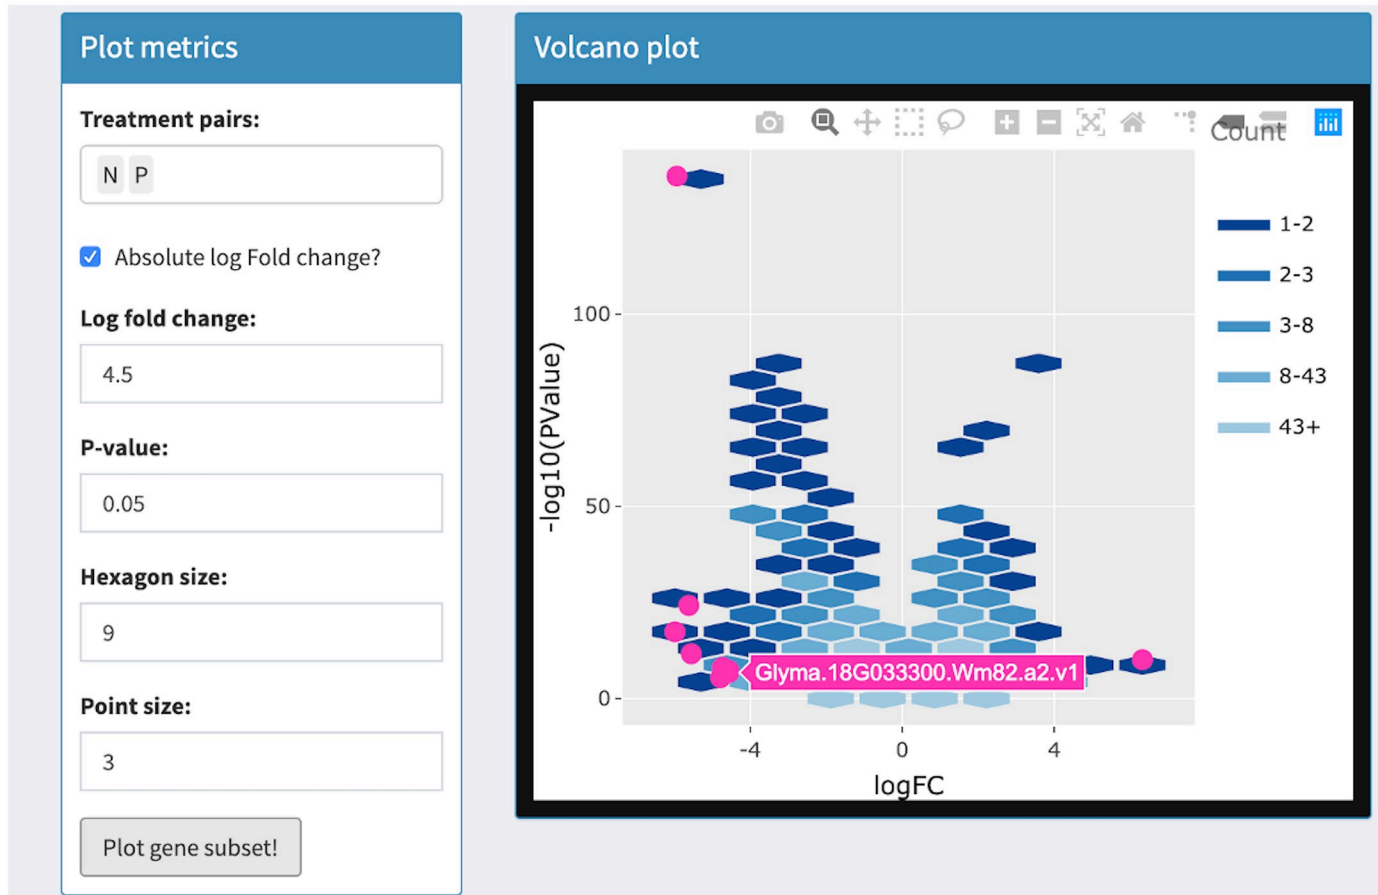 Plot metrics
Treatment pairs:
N P
Absolute log Fold change?
Log fold change:
4.5
P-value:
0.05
Hexagon size:
9
Point size:
3
Plot gene subset!
Volcano plot
Count
1-2
2-3
3-8
8-43
43+
-log10(PValue)
100
50
0
Glyma.18G033300.Wm82.a2.v1
-4 0 4
logFC